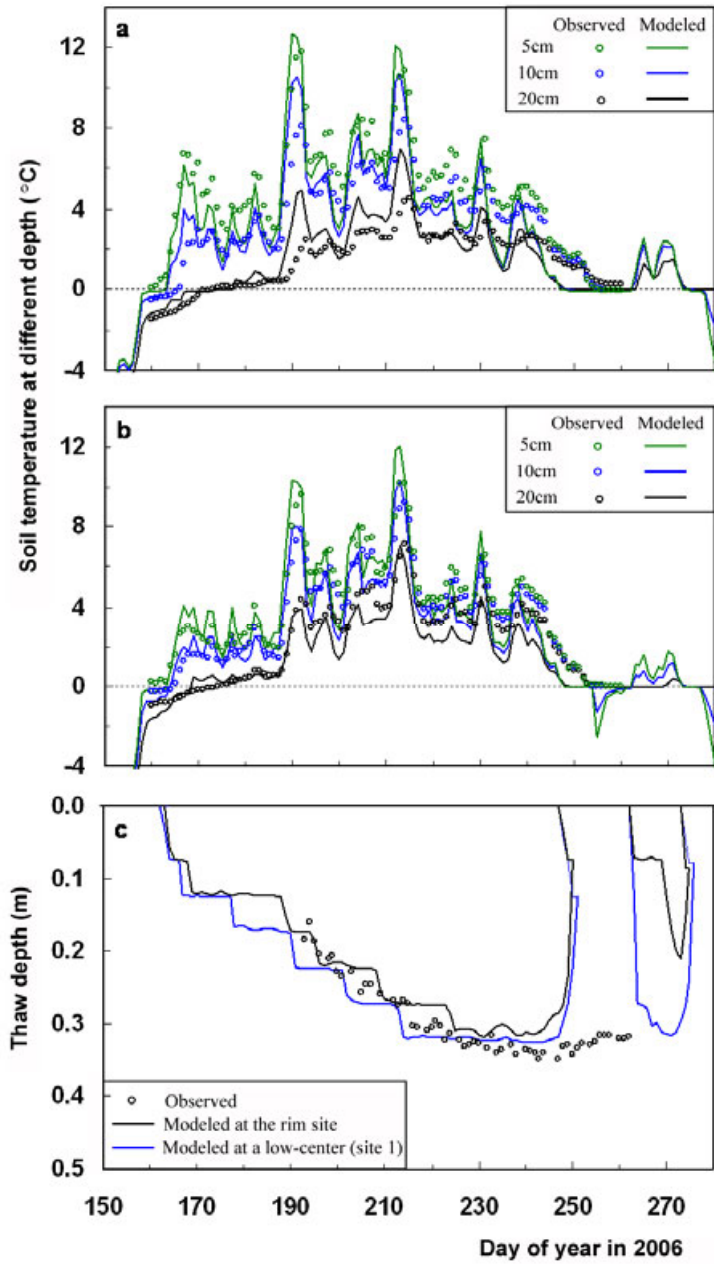 Soil temperature at different depth (°C)
a
12
8
4
0
-4
Observed Modeled
5cm
10cm
20cm
b
12
8
4
0
-4
Observed Modeled
5cm
10cm
20cm
Thaw depth (m)
c
0.0
0.1
0.2
0.3
0.4
0.5
Observed
Modeled at the rim site
Modeled at a low-center (site 1)
150 170 190 210 230 250 270
Day of year in 2006